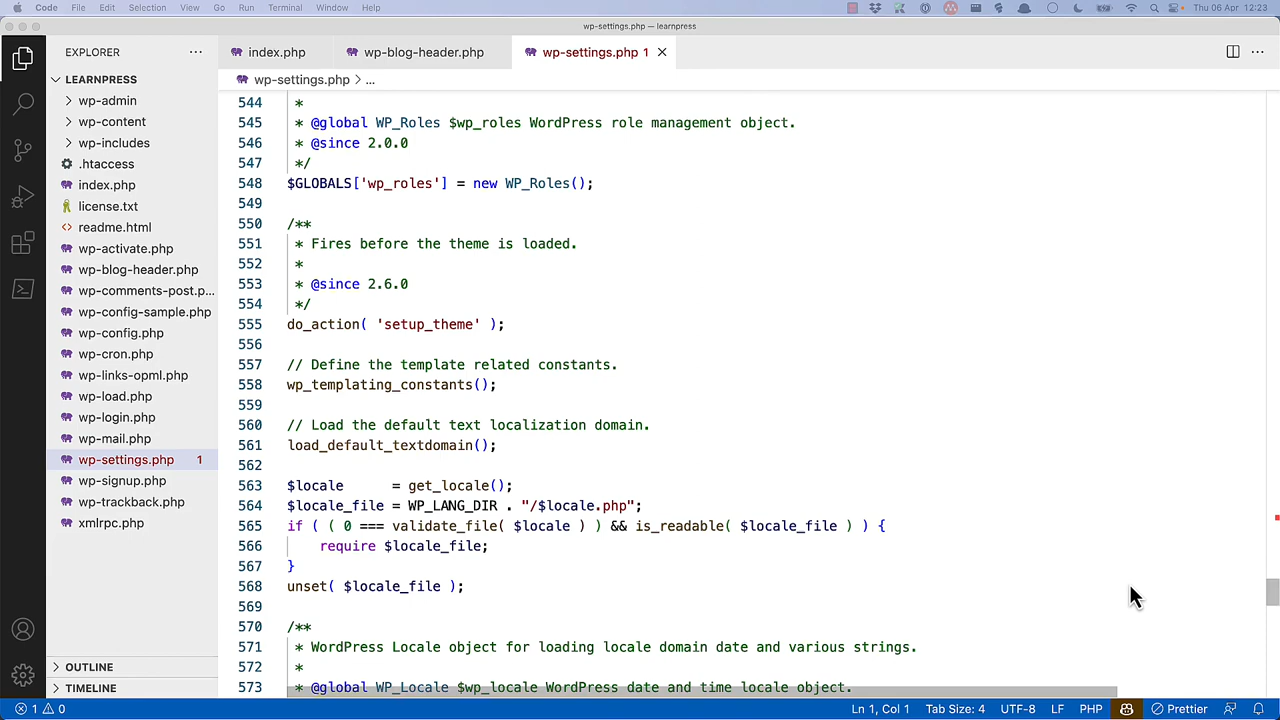 Code File Edit Selection View Go Run Terminal Window Help Thu 06 Apr 12:23
wp-settings.php — learnpress
EXPLORER ···
index.php wp-blog-header.php wp-settings.php 1
wp-settings.php > ...
LEARNPRESS
wp-admin
wp-content
wp-includes
.htaccess
index.php
license.txt
readme.html
wp-activate.php
wp-blog-header.php
wp-comments-post.p...
wp-config-sample.php
wp-config.php
wp-cron.php
wp-links-opml.php
wp-load.php
wp-login.php
wp-mail.php
wp-settings.php 1
wp-signup.php
wp-trackback.php
xmlrpc.php
OUTLINE
TIMELINE
544 *
545 * @global WP_Roles $wp_roles WordPress role management object.
546 * @since 2.0.0
547 */
548 $GLOBALS['wp_roles'] = new WP_Roles();
549
550 /**
551 * Fires before the theme is loaded.
552 *
553 * @since 2.6.0
554 */
555 do_action( 'setup_theme' );
556
557 // Define the template related constants.
558 wp_templating_constants();
559
560 // Load the default text localization domain.
561 load_default_textdomain();
562
563 $locale      = get_locale();
564 $locale_file = WP_LANG_DIR . "/$locale.php";
565 if ( ( 0 === validate_file( $locale ) ) && is_readable( $locale_file ) ) {
566 require $locale_file;
567 }
568 unset( $locale_file );
569
570 /**
571 * WordPress Locale object for loading locale domain date and various strings.
572 *
573 * @global WP_Locale $wp_locale WordPress date and time locale object.
1 0 Ln 1, Col 1 Tab Size: 4 UTF-8 LF PHP Prettier